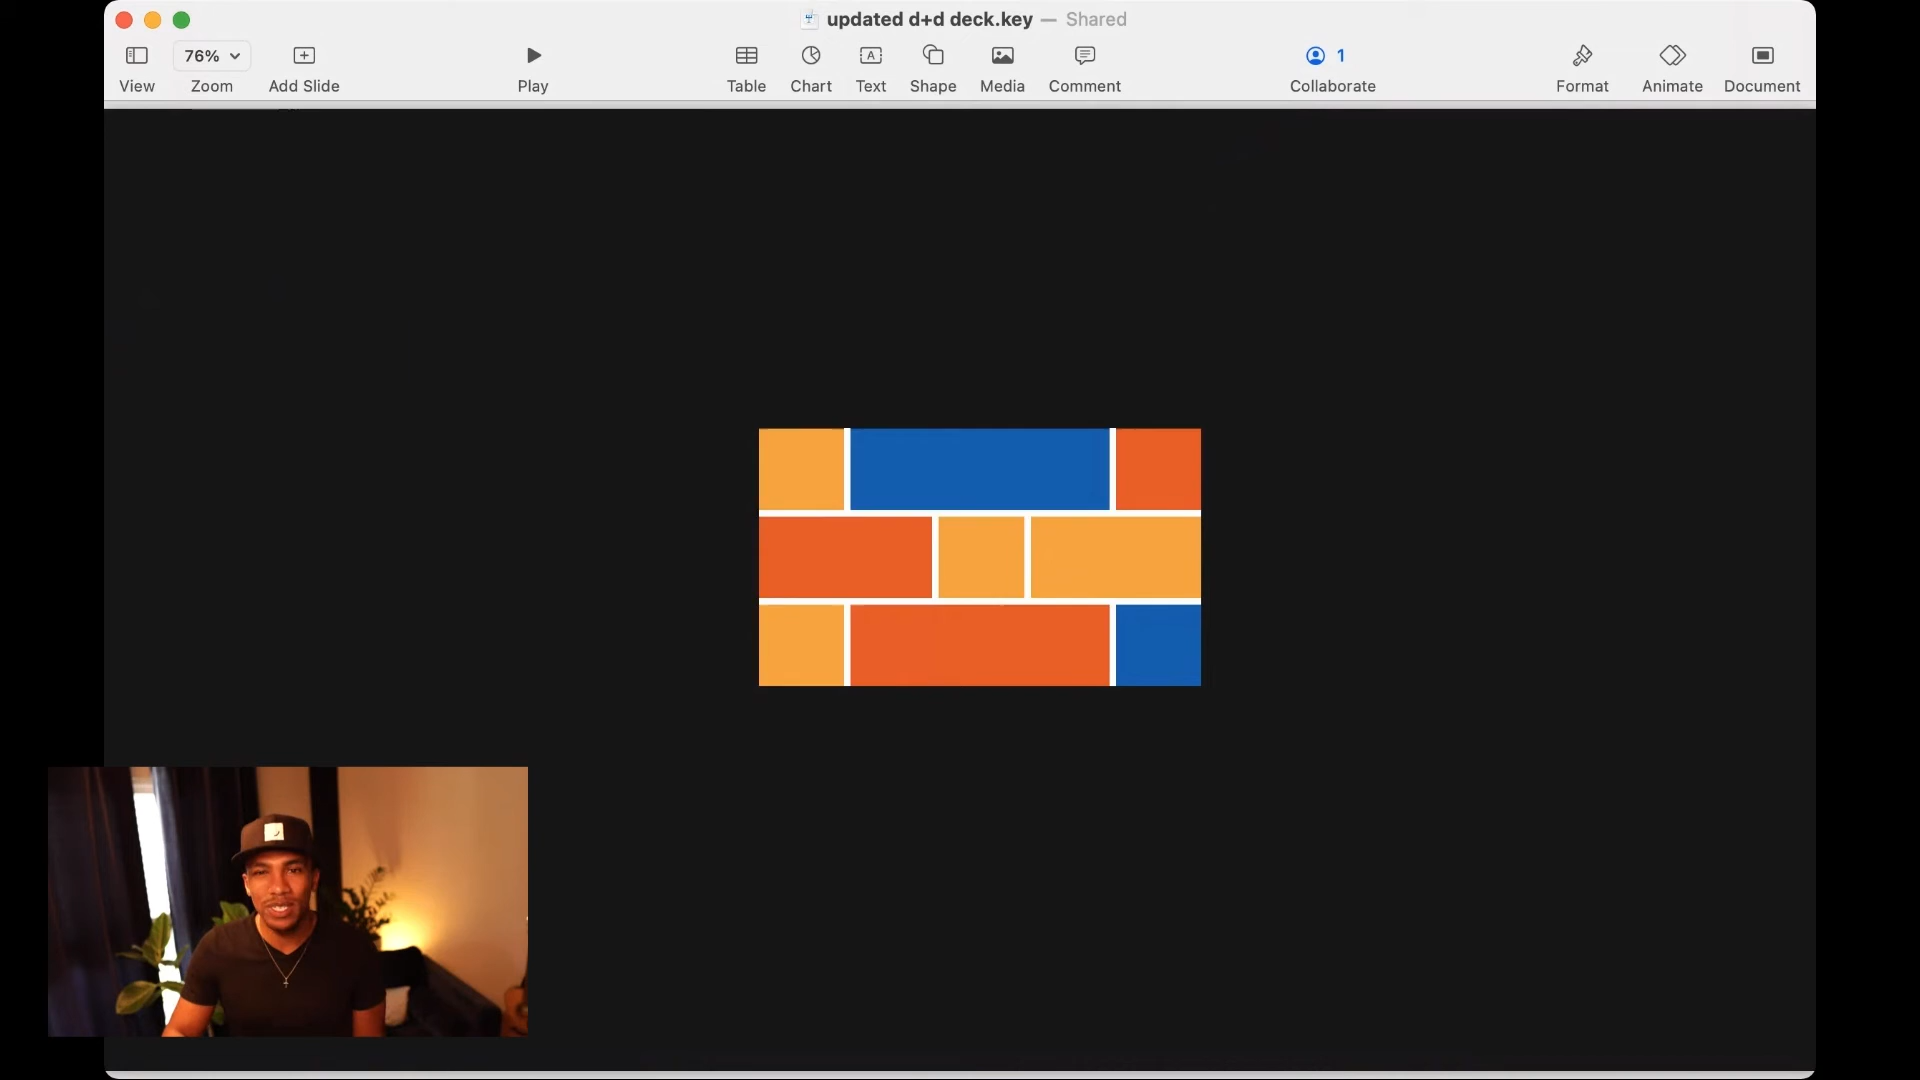 updated d+d deck.key — Shared
76%
1
View
Zoom
Add Slide
Play
Table
Chart
Text
Shape
Media
Comment
Collaborate
Format
Animate
Document